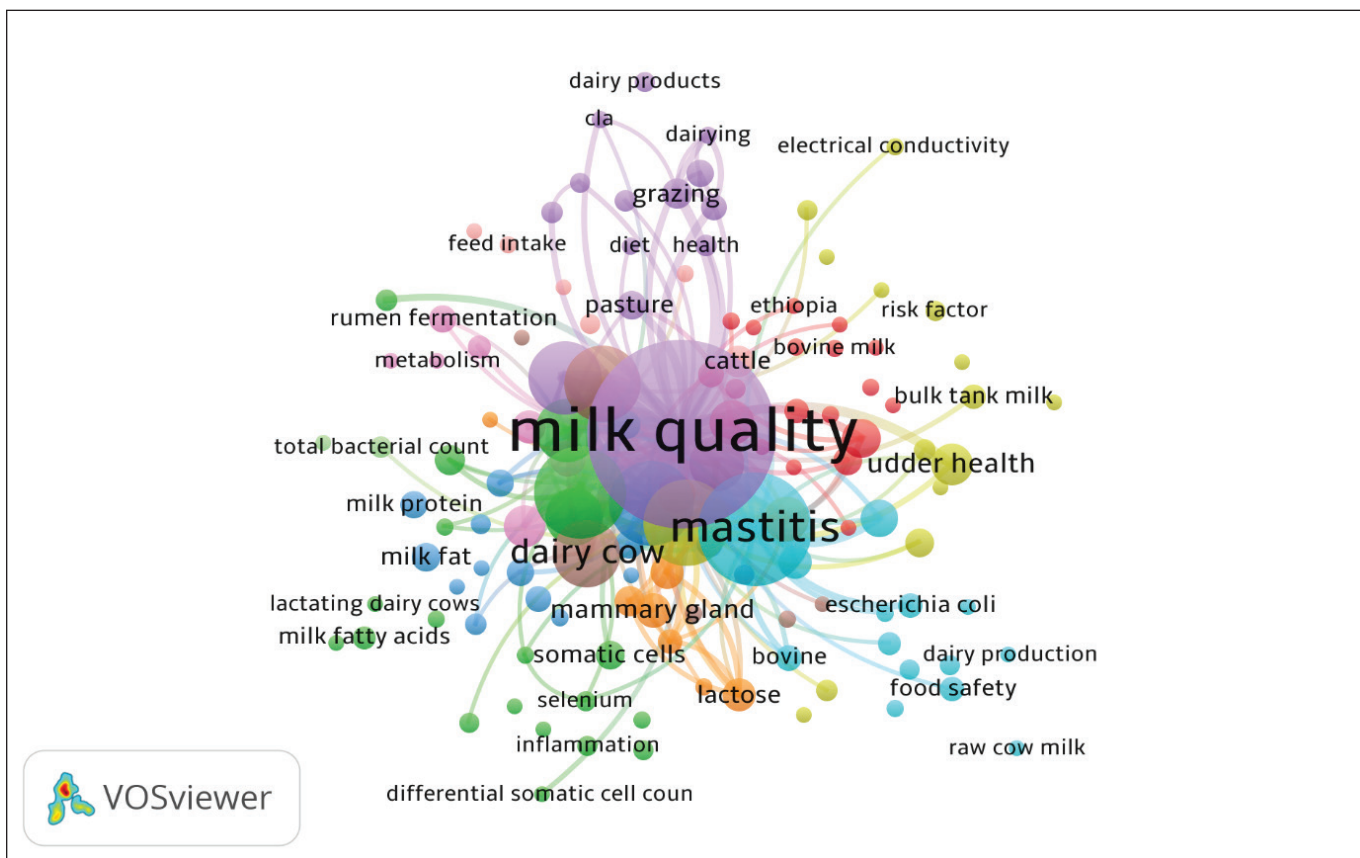 dairy products
cla
dairying
electrical conductivity
grazing
feed intake
diet
health
pasture
ethiopia
risk factor
rumen fermentation
metabolism
cattle
bovine milk
bulk tank milk
milk quality
total bacterial count
udder health
milk protein
mastitis
milk fat
dairy cow
lactating dairy cows
mammary gland
escherichia coli
milk fatty acids
somatic cells
bovine
dairy production
selenium
lactose
food safety
inflammation
raw cow milk
differential somatic cell coun
VOSviewer